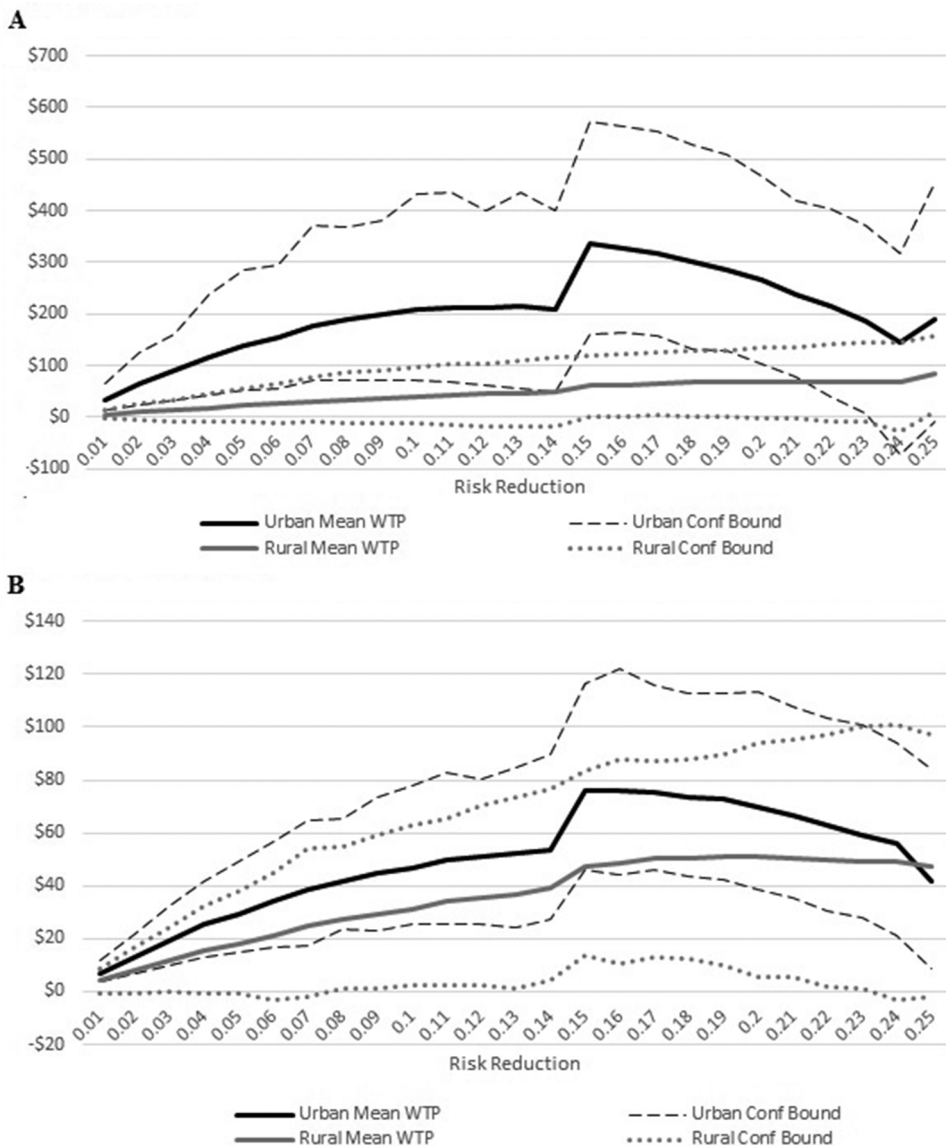 A
$700
$600
$500
$400
$300
$200
$100
$0
-$100
0.01 0.02 0.03 0.04 0.05 0.06 0.07 0.08 0.09 0.1 0.11 0.12 0.13 0.14 0.15 0.16 0.17 0.18 0.19 0.2 0.21 0.22 0.23 0.24 0.25
Risk Reduction
Urban Mean WTP Urban Conf Bound
Rural Mean WTP Rural Conf Bound
B
$140
$120
$100
$80
$60
$40
$20
$0
-$20
0.01 0.02 0.03 0.04 0.05 0.06 0.07 0.08 0.09 0.1 0.11 0.12 0.13 0.14 0.15 0.16 0.17 0.18 0.19 0.2 0.21 0.22 0.23 0.24 0.25
Risk Reduction
Urban Mean WTP Urban Conf Bound
Rural Mean WTP Rural Conf Bound